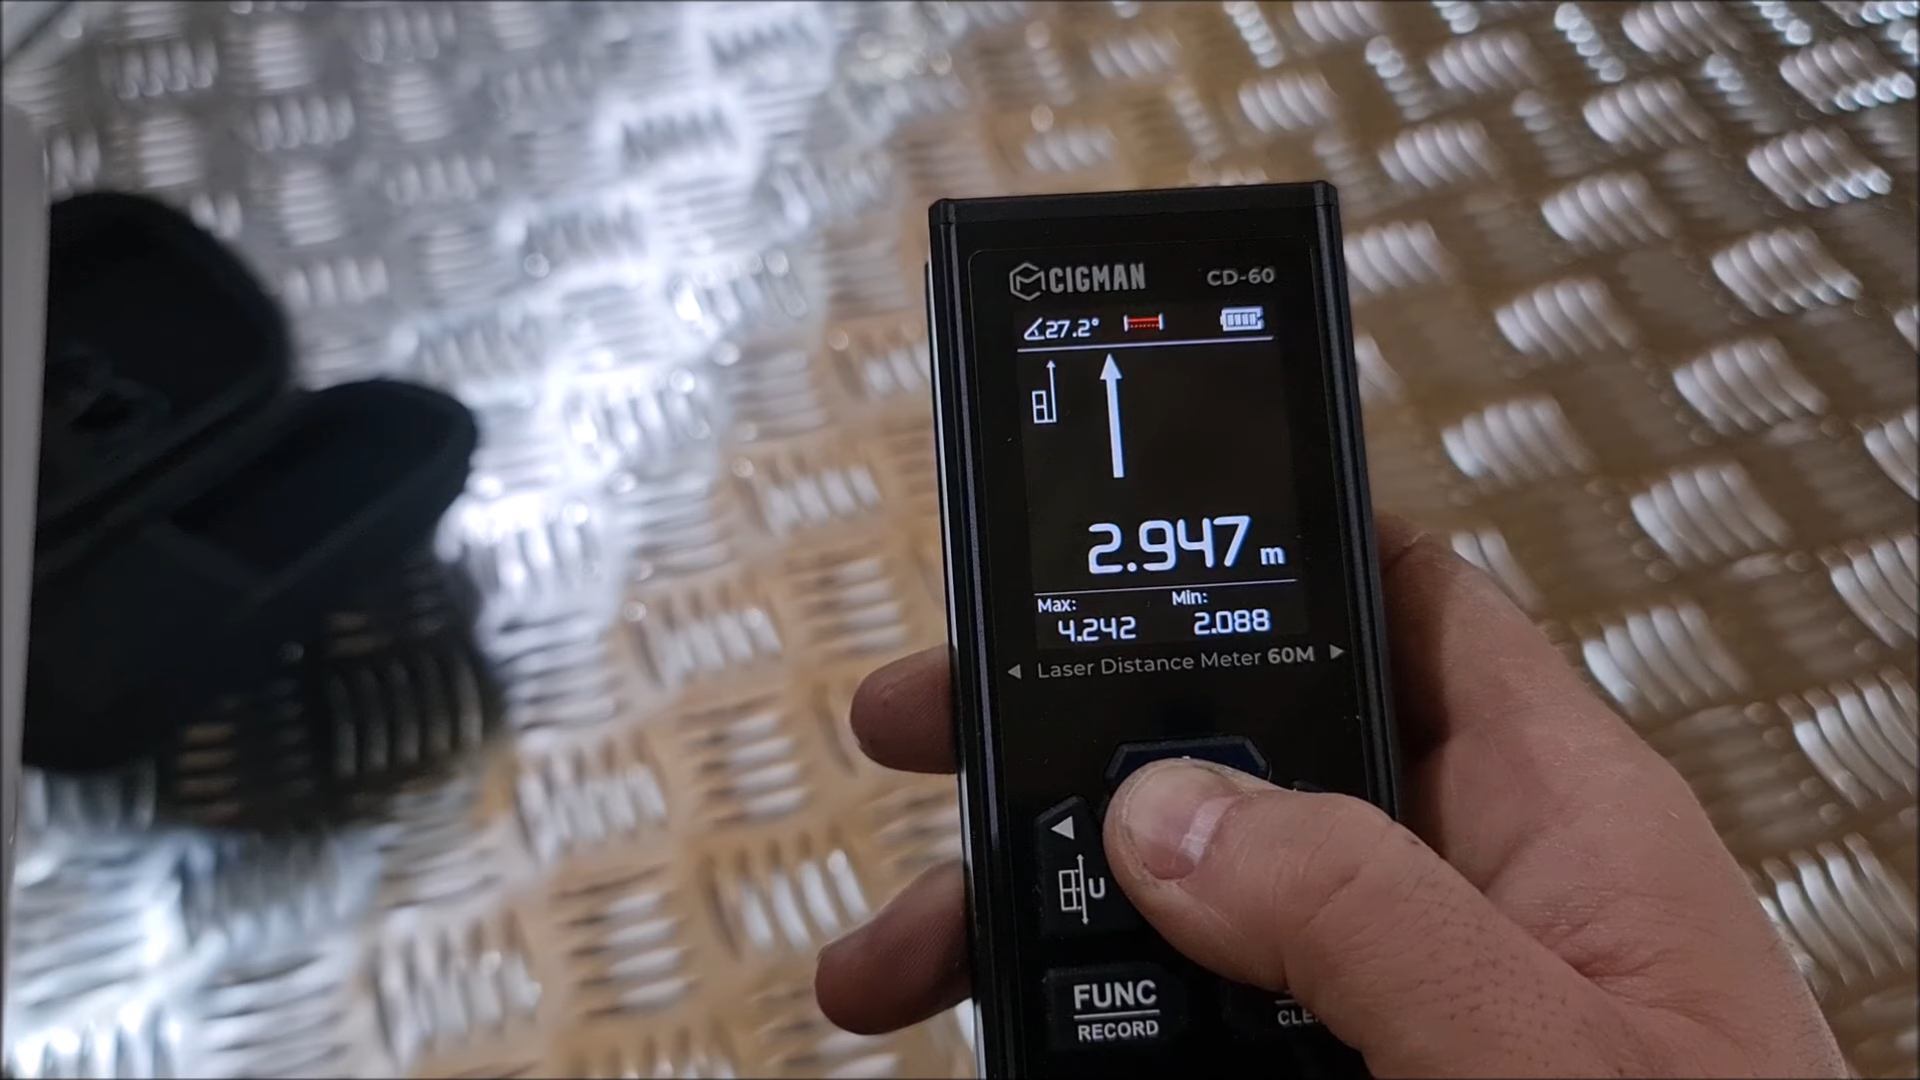 CIGMAN CD-60
27.2°
2.947 m
Max: Min:
4.242 2.088
Laser Distance Meter 60M
U
FUNC
RECORD